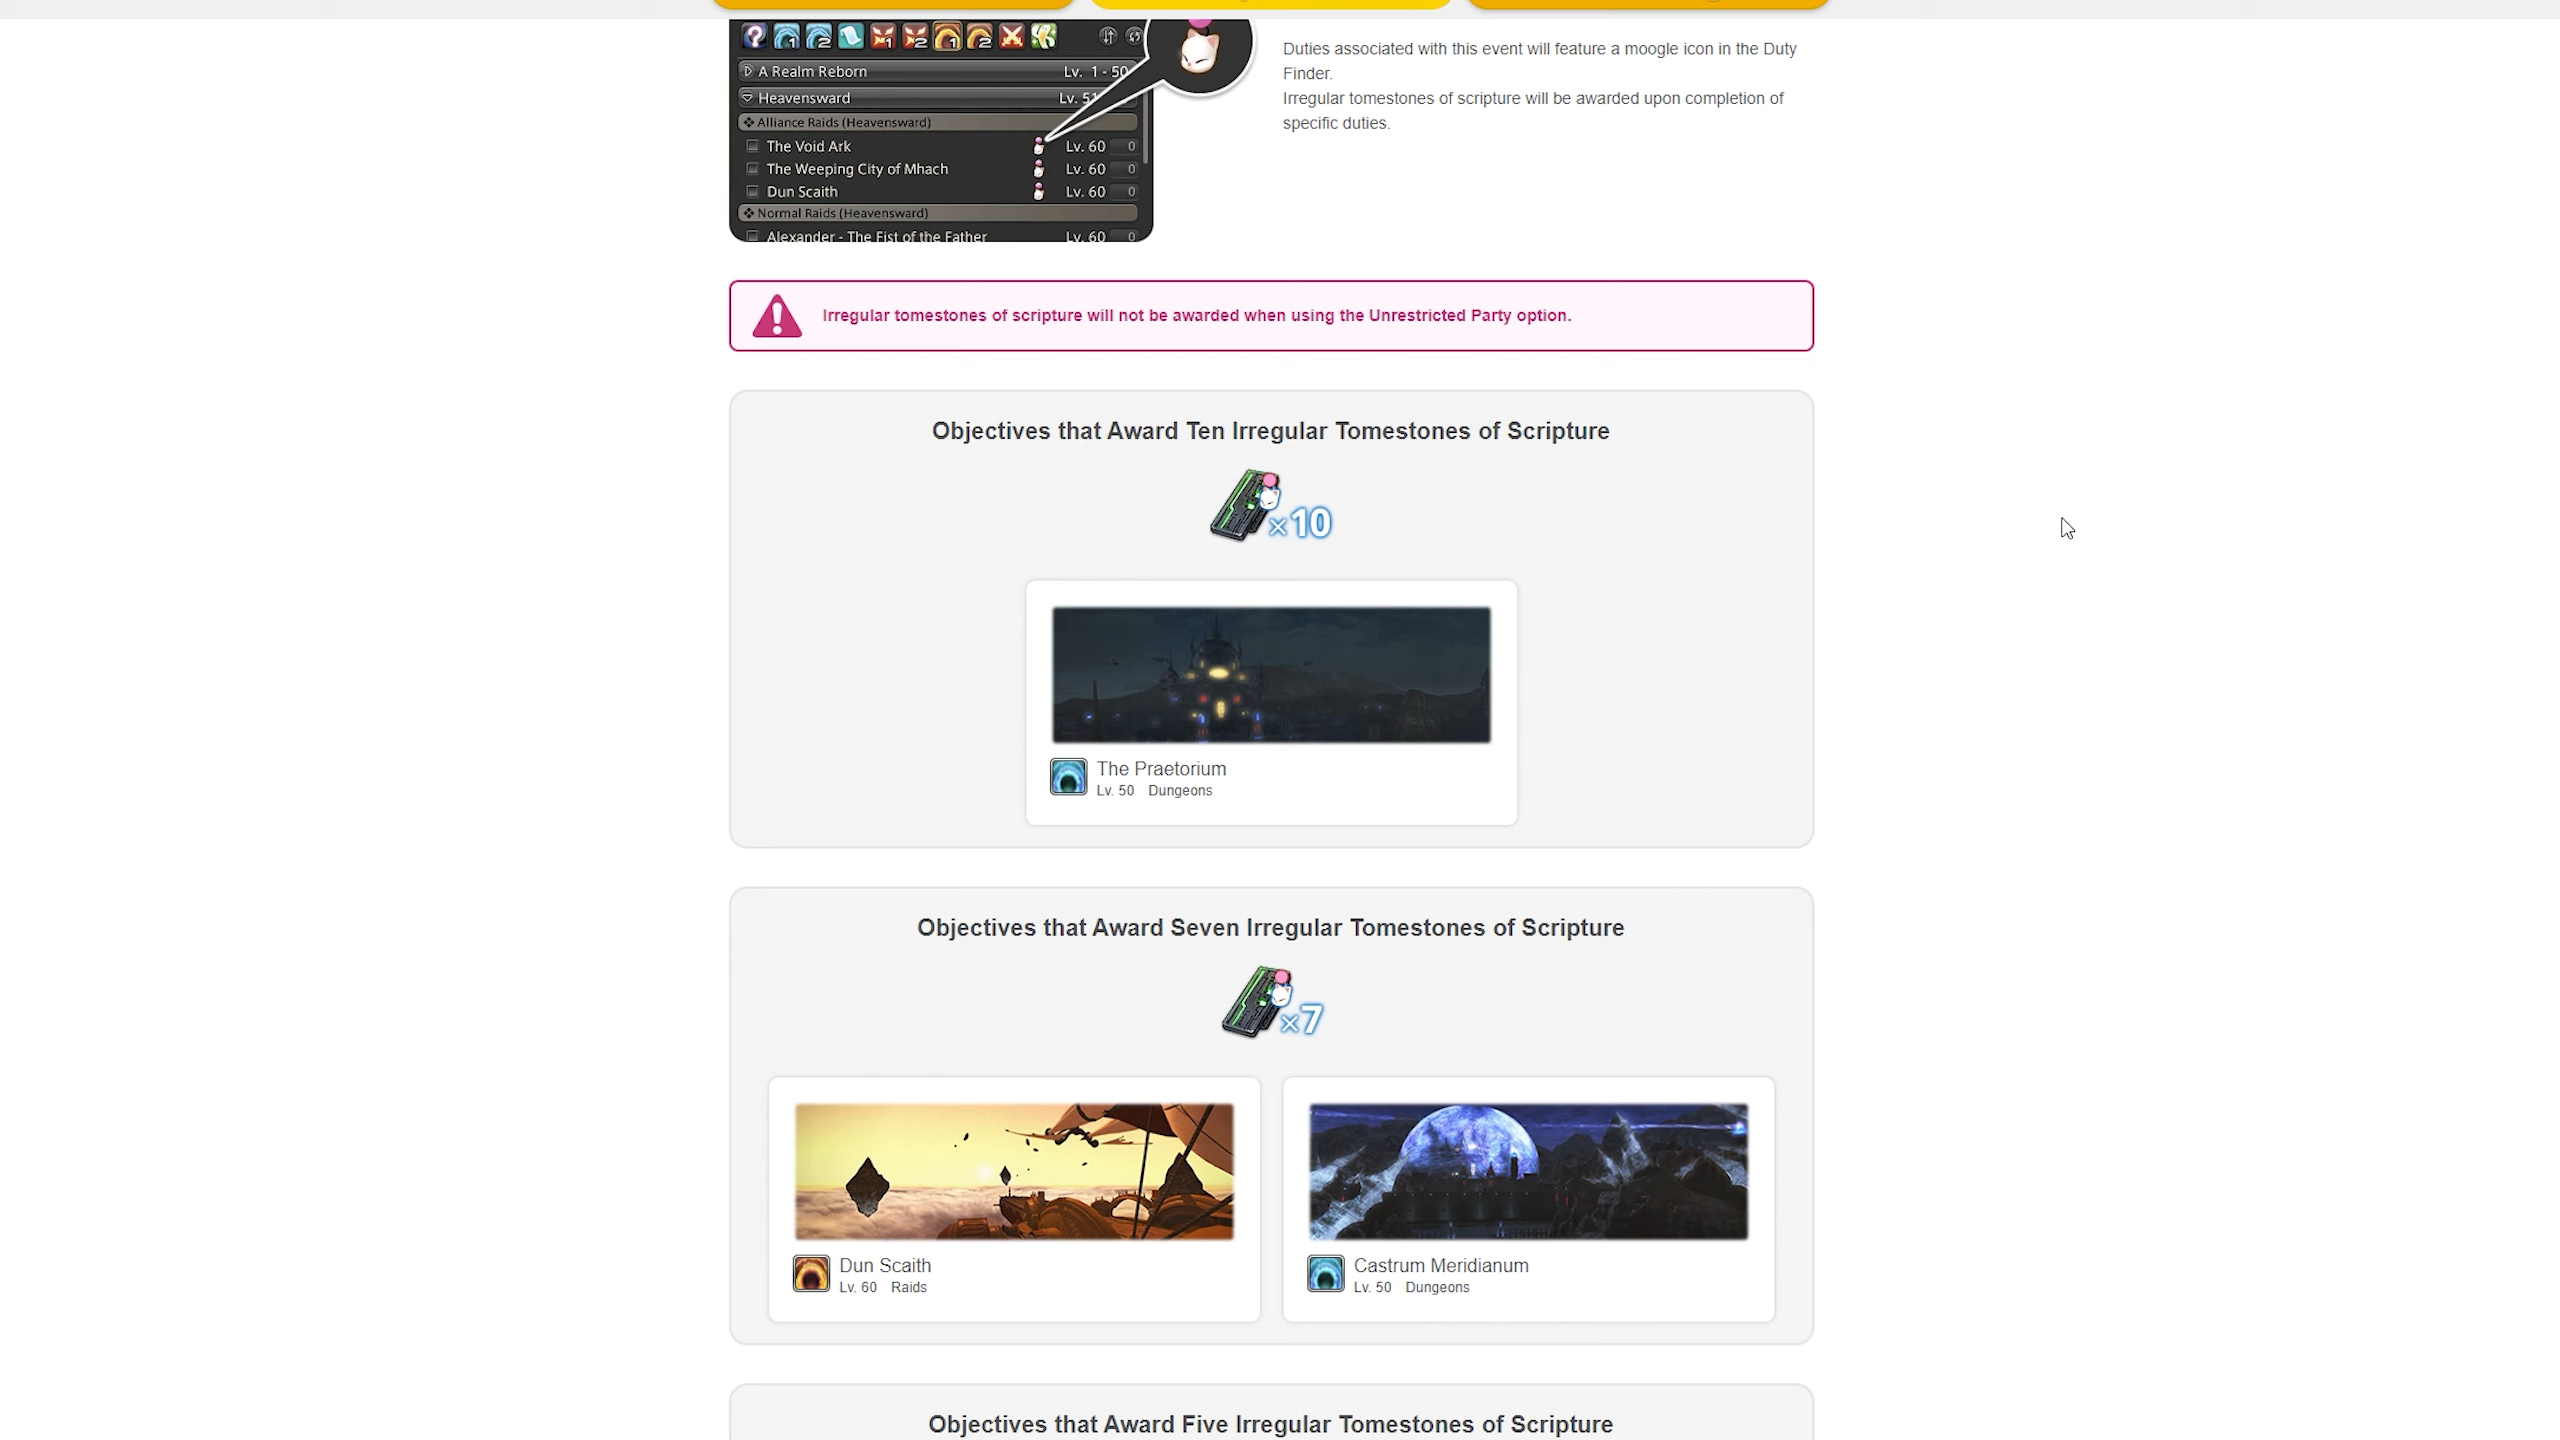 A Realm Reborn Lv. 1 - 50
Heavensward Lv. 51
Alliance Raids (Heavensward)
The Void Ark Lv. 60 0
The Weeping City of Mhach Lv. 60 0
Dun Scaith Lv. 60 0
Normal Raids (Heavensward)
Alexander - The Fist of the Father Lv. 60 0
Duties associated with this event will feature a moogle icon in the Duty
Finder.
Irregular tomestones of scripture will be awarded upon completion of
specific duties.
Irregular tomestones of scripture will not be awarded when using the Unrestricted Party option.
Objectives that Award Ten Irregular Tomestones of Scripture
×10
The Praetorium
Lv. 50 Dungeons
Objectives that Award Seven Irregular Tomestones of Scripture
×7
Dun Scaith
Lv. 60 Raids
Castrum Meridianum
Lv. 50 Dungeons
Objectives that Award Five Irregular Tomestones of Scripture